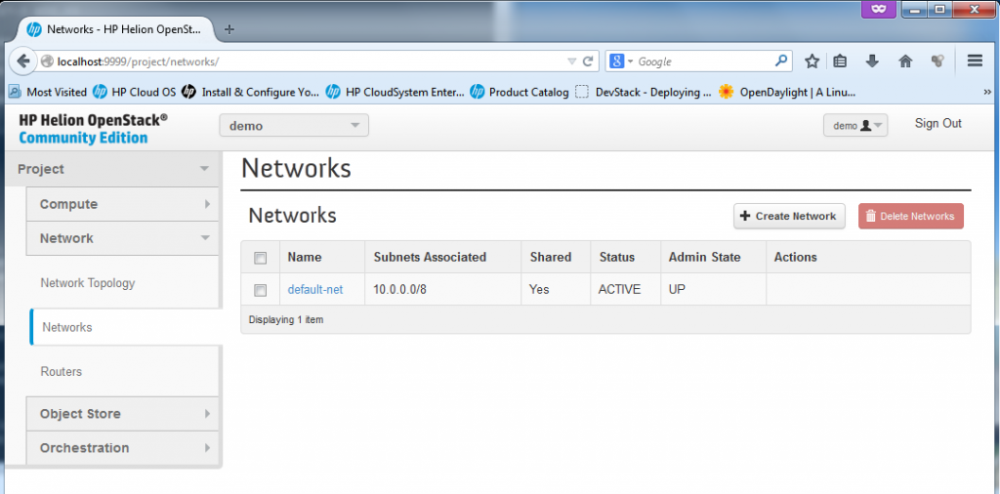 Networks - HP Helion OpenSt...
localhost:9999/project/networks/
Google
Most Visited HP Cloud OS Install & Configure Yo... HP CloudSystem Enter... Product Catalog DevStack - Deploying ... OpenDaylight | A Linu... »
HP Helion OpenStack®
Community Edition
demo
demo
Sign Out
Project
Compute
Network
Network Topology
Networks
Routers
Object Store
Orchestration
Networks
Networks
Create Network Delete Networks
Name Subnets Associated Shared Status Admin State Actions
default-net 10.0.0.0/8 Yes ACTIVE UP
Displaying 1 item